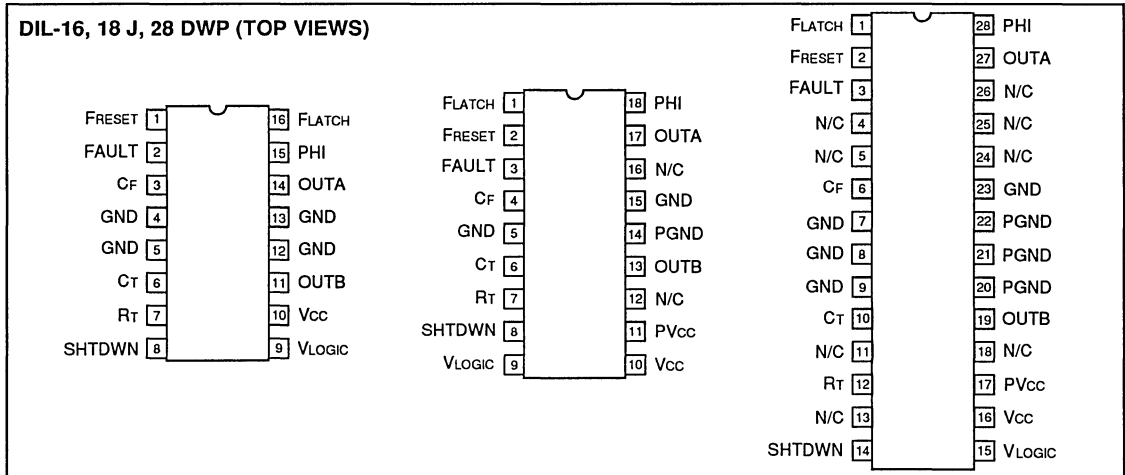 DIL-16, 18 J, 28 DWP (TOP VIEWS)
FRESET 1 16 FLATCH
FAULT 2 15 PHI
CF 3 14 OUTA
GND 4 13 GND
GND 5 12 GND
CT 6 11 OUTB
RT 7 10 VCC
SHTDWN 8 9 VLOGIC
FLATCH 1 18 PHI
FRESET 2 17 OUTA
FAULT 3 16 N/C
CF 4 15 GND
GND 5 14 PGND
CT 6 13 OUTB
RT 7 12 N/C
SHTDWN 8 11 PVCC
VLOGIC 9 10 VCC
FLATCH 1 28 PHI
FRESET 2 27 OUTA
FAULT 3 26 N/C
N/C 4 25 N/C
N/C 5 24 N/C
CF 6 23 GND
GND 7 22 PGND
GND 8 21 PGND
GND 9 20 PGND
CT 10 19 OUTB
N/C 11 18 N/C
RT 12 17 PVCC
N/C 13 16 VCC
SHTDWN 14 15 VLOGIC